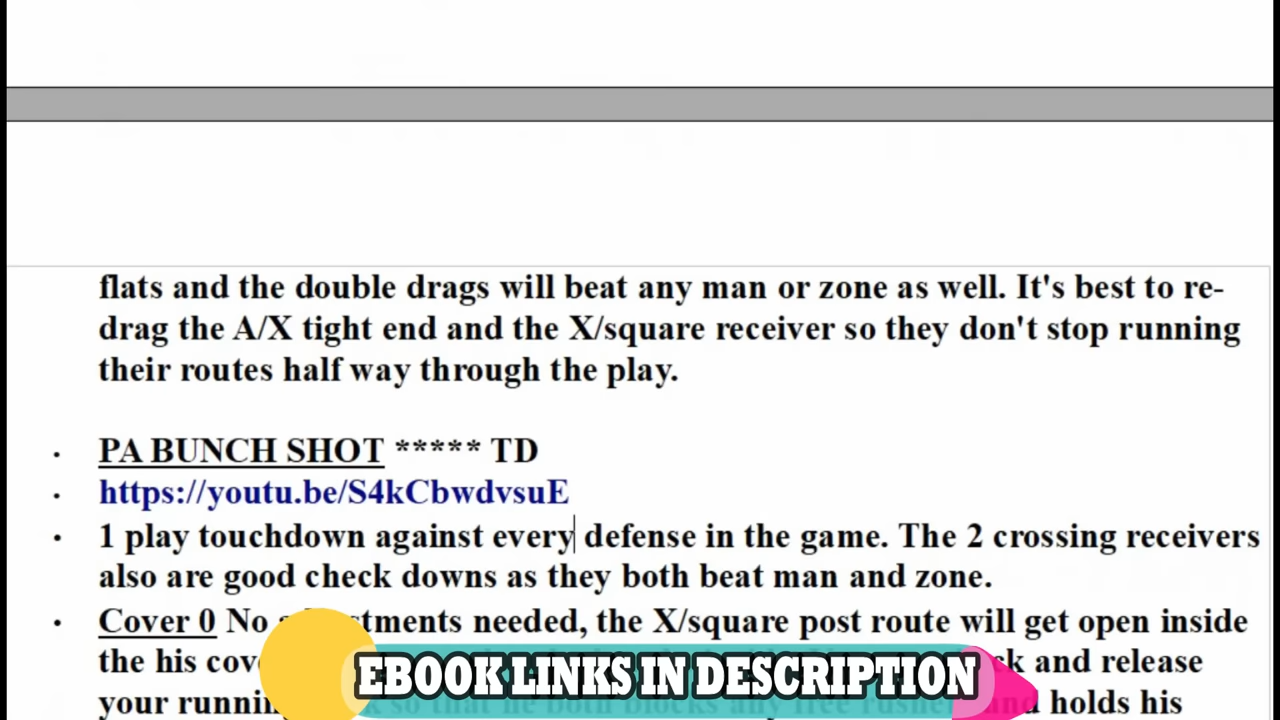 flats and the double drags will beat any man or zone as well. It's best to re-
drag the A/X tight end and the X/square receiver so they don't stop running
their routes half way through the play.
• PA BUNCH SHOT ***** TD
• https://youtu.be/S4kCbwdvsuE
• 1 play touchdown against every defense in the game. The 2 crossing receivers
also are good check downs as they both beat man and zone.
• Cover 0 No needed, the X/square post route will get open inside
the his and release
your holds his
EBOOK LINKS IN DESCRIPTION